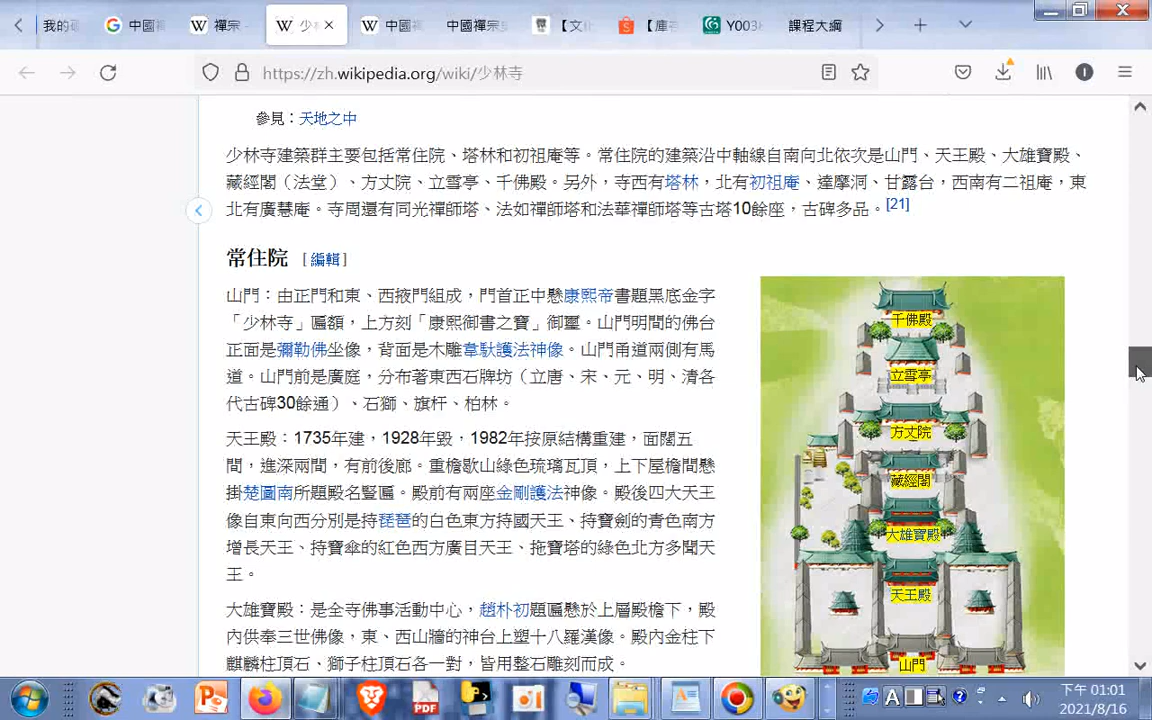 我的
中國
禪宗
少
中國禪
中國禪宗
【文
【庫
Y003
課程大綱
https://zh.wikipedia.org/wiki/少林寺
參見：天地之中
少林寺建築群主要包括常住院、塔林和初祖庵等。常住院的建築沿中軸線自南向北依次是山門、天王殿、大雄寶殿、
藏經閣（法堂）、方丈院、立雪亭、千佛殿。另外，寺西有塔林，北有初祖庵、達摩洞、甘露台，西南有二祖庵，東
北有廣慧庵。寺周還有同光禪師塔、法如禪師塔和法華禪師塔等古塔10餘座，古碑多品。[21]
常住院 [編輯]
山門：由正門和東、西掖門組成，門首正中懸康熙帝書題黑底金字
「少林寺」匾額，上方刻「康熙御書之寶」御璽。山門明間的佛台
正面是彌勒佛坐像，背面是木雕韋馱護法神像。山門甬道兩側有馬
道。山門前是廣庭，分布著東西石牌坊（立唐、宋、元、明、清各
代古碑30餘通）、石獅、旗杆、柏林。
天王殿：1735年建，1928年毀，1982年按原結構重建，面闊五
間，進深兩間，有前後廊。重檐歇山綠色琉璃瓦頂，上下屋檐間懸
掛楚圖南所題殿名豎匾。殿前有兩座金剛護法神像。殿後四大天王
像自東向西分別是持琵琶的白色東方持國天王、持寶劍的青色南方
增長天王、持寶傘的紅色西方廣目天王、拖寶塔的綠色北方多聞天
王。
大雄寶殿：是全寺佛事活動中心，趙朴初題匾懸於上層殿檐下，殿
內供奉三世佛像，東、西山牆的神台上塑十八羅漢像。殿內金柱下
麒麟柱頂石、獅子柱頂石各一對，皆用整石雕刻而成。
千佛殿
立雪亭
方丈院
藏經閣
大雄寶殿
天王殿
山門
下午 01:01
2021/8/16